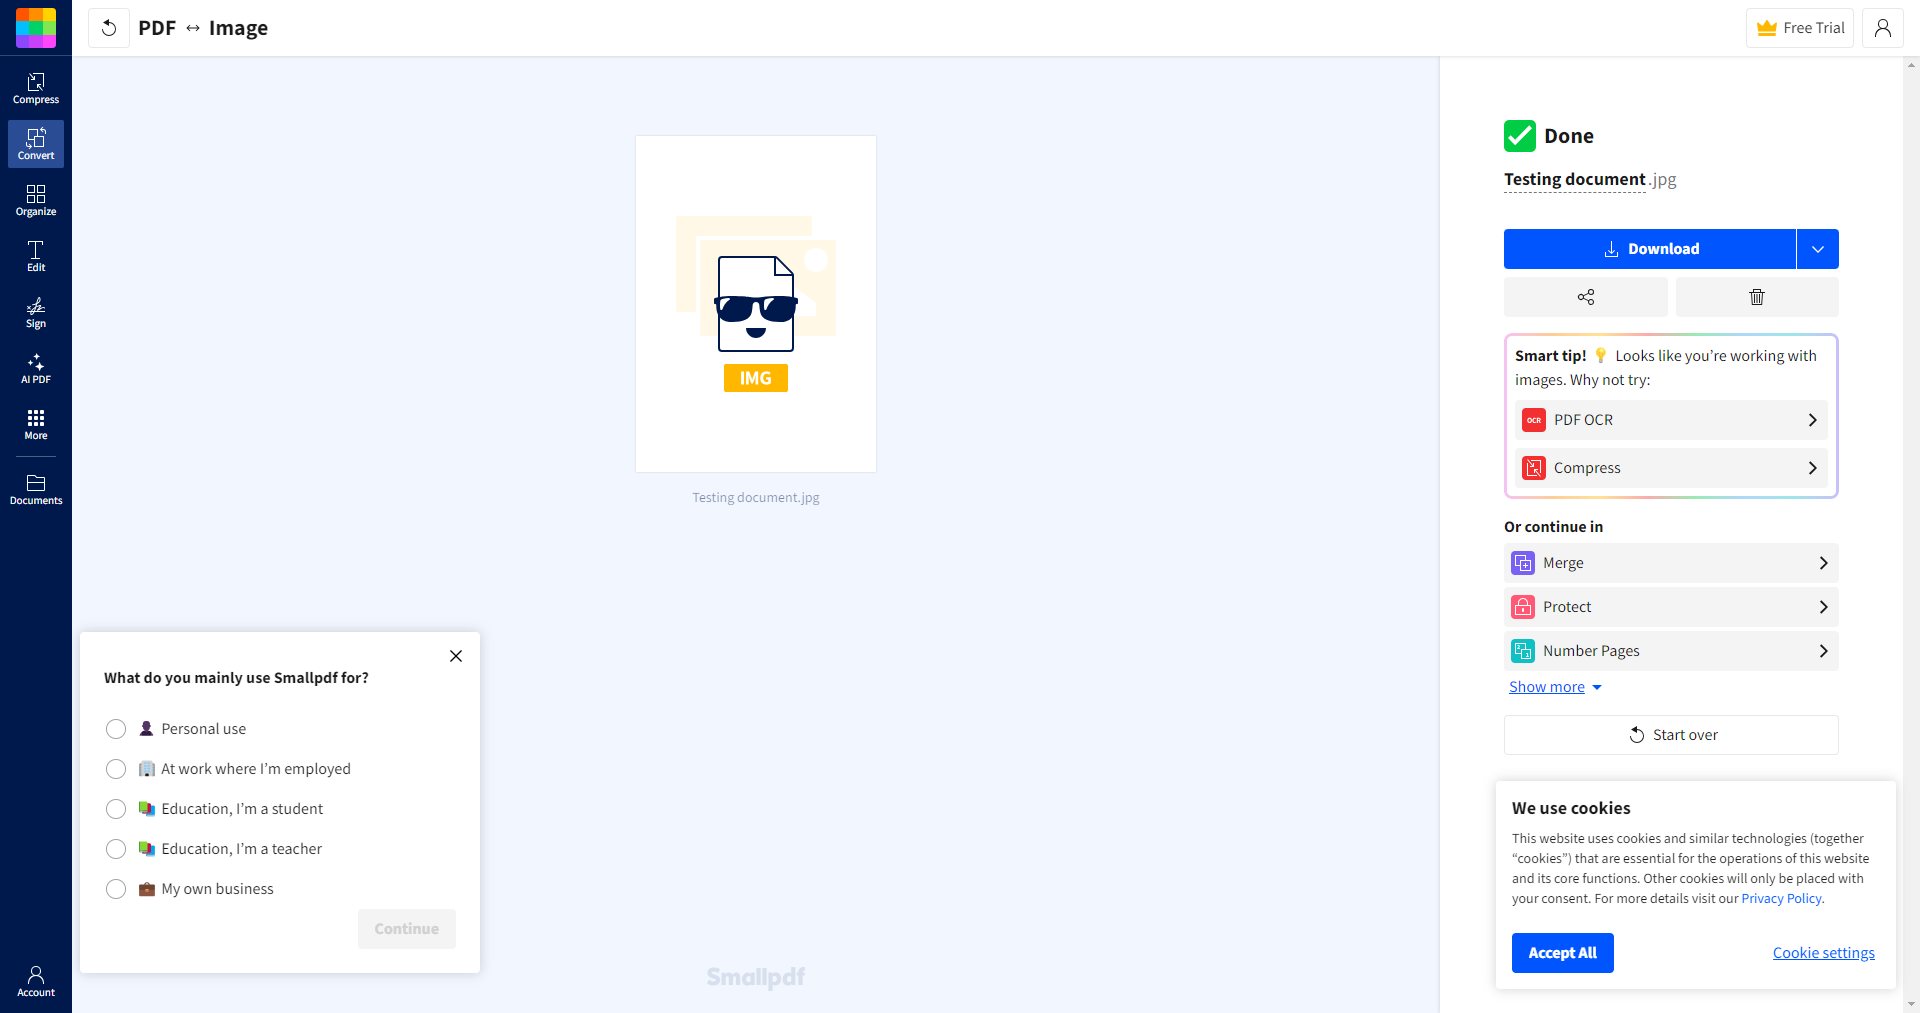 PDF ↔ Image
Free Trial
Compress
Convert
Organize
Edit
Sign
AI PDF
More
Documents
Account
IMG
Testing document.jpg
What do you mainly use Smallpdf for?
Personal use
At work where I’m employed
Education, I’m a student
Education, I’m a teacher
My own business
Continue
Smallpdf
Done
Testing document.jpg
Download
Smart tip! 💡 Looks like you’re working with
images. Why not try:
OCR PDF OCR
Compress
Or continue in
Merge
Protect
Number Pages
Show more
Start over
We use cookies
This website uses cookies and similar technologies (together
“cookies”) that are essential for the operations of this website
and its core functions. Other cookies will only be placed with
your consent. For more details visit our Privacy Policy.
Accept All
Cookie settings